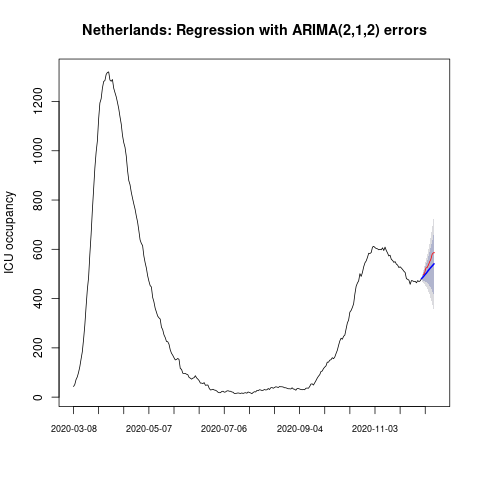 Netherlands: Regression with ARIMA(2,1,2) errors
ICU occupancy
1200
1000
800
600
400
200
0
2020-03-08 2020-05-07 2020-07-06 2020-09-04 2020-11-03